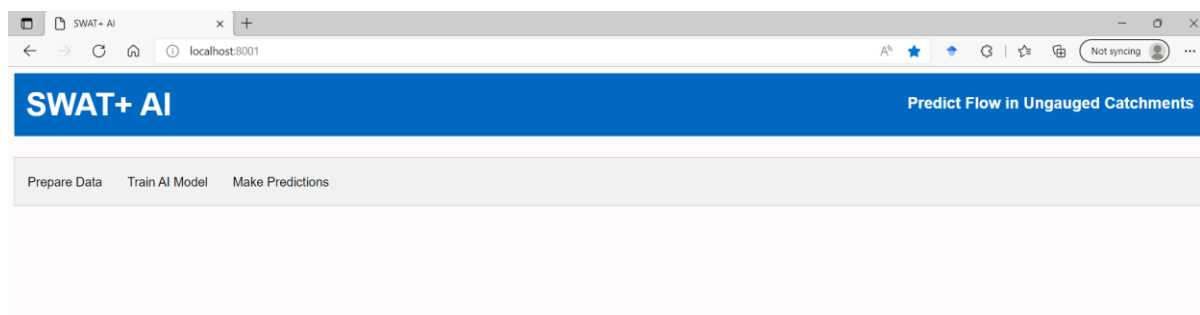 SWAT+ AI
localhost:8001
Not syncing
SWAT+ AI
Predict Flow in Ungauged Catchments
Prepare Data Train AI Model Make Predictions